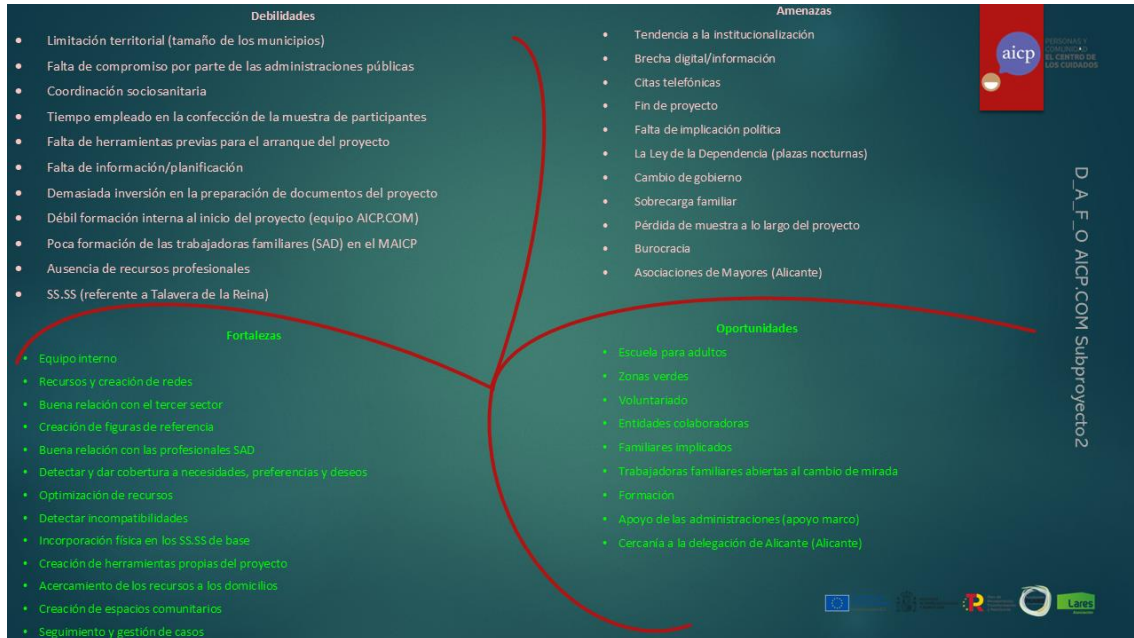 Debilidades
Limitación territorial (tamaño de los municipios)
Falta de compromiso por parte de las administraciones públicas
Coordinación sociosanitaria
Tiempo empleado en la confección de la muestra de participantes
Falta de herramientas previas para el arranque del proyecto
Falta de información/planificación
Demasiada inversión en la preparación de documentos del proyecto
Débil formación interna al inicio del proyecto (equipo AICP.COM)
Poca formación de las trabajadoras familiares (SAD) en el MAICP
Ausencia de recursos profesionales
SS.SS (referente a Talavera de la Reina)
Amenazas
Tendencia a la institucionalización
Brecha digital/información
Citas telefónicas
Fin de proyecto
Falta de implicación política
La Ley de la Dependencia (plazas nocturnas)
Cambio de gobierno
Sobrecarga familiar
Pérdida de muestra a lo largo del proyecto
Burocracia
Asociaciones de Mayores (Alicante)
Fortalezas
Equipo interno
Recursos y creación de redes
Buena relación con el tercer sector
Creación de figuras de referencia
Buena relación con las profesionales SAD
Detectar y dar cobertura a necesidades, preferencias y deseos
Optimización de recursos
Detectar incompatibilidades
Incorporación física en los SS.SS de base
Creación de herramientas propias del proyecto
Acercamiento de los recursos a los domicilios
Creación de espacios comunitarios
Seguimiento y gestión de casos
Oportunidades
Escuela para adultos
Zonas verdes
Voluntariado
Entidades colaboradoras
Familiares implicados
Trabajadoras familiares abiertas al cambio de mirada
Formación
Apoyo de las administraciones (apoyo marco)
Cercanía a la delegación de Alicante (Alicante)
aicp
PERSONAS Y
COMUNIDAD
EL CENTRO DE
LOS CUIDADOS
D_A_F_O AICP.COM Subproyecto2
Lares